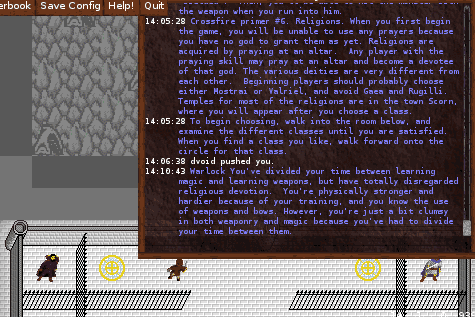 erbook Save Config Help! Quit
the weapon when you run into him.
14:05:28 Crossfire primer #6. Religions. When you first begin
the game, you will be unable to use any prayers because
you have no god to grant them as yet. Religions are
acquired by praying at an altar. Any player with the
praying skill may pray at an altar and become a devotee
of that god. The various deities are very different from
each other. Beginning players should probably choose
either Mostrai or Valriel, and avoid Gaea and Rugilli.
Temples for most of the religions are in the town Scorn,
where you will appear after you choose a class.
14:05:28 To begin choosing, walk into the room below, and
examine the different classes until you are satisfied.
When you find a class you like, walk forward onto the
circle for that class.
14:06:38 dvoid pushed you.
14:10:43 Warlock You've divided your time between learning
magic and learning weapons, but have totally disregarded
religious devotion. You're physically stronger and
hardier because of your training, and you know the use
of weapons and bows. However, you're just a bit clumsy
in both weaponry and magic because you've had to divide
your time between them.